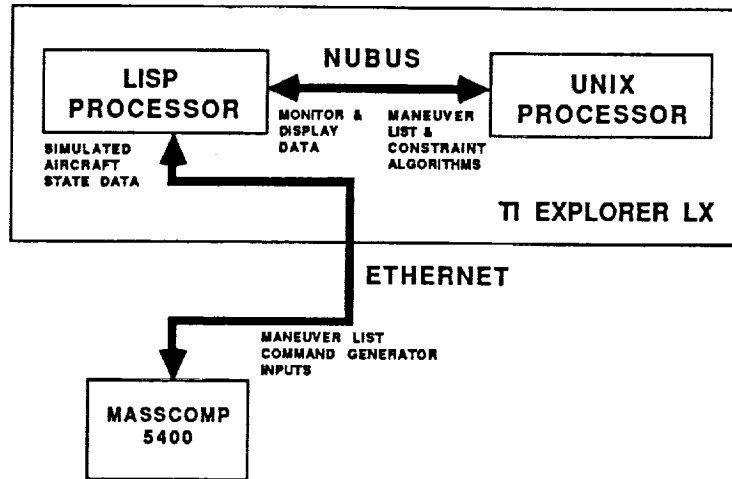 NUBUS
LISP
PROCESSOR
UNIX
PROCESSOR
MONITOR &
DISPLAY
DATA
MANEUVER
LIST &
CONSTRAINT
ALGORITHMS
SIMULATED
AIRCRAFT
STATE DATA
TI EXPLORER LX
ETHERNET
MANEUVER LIST
COMMAND GENERATOR
INPUTS
MASSCOMP
5400